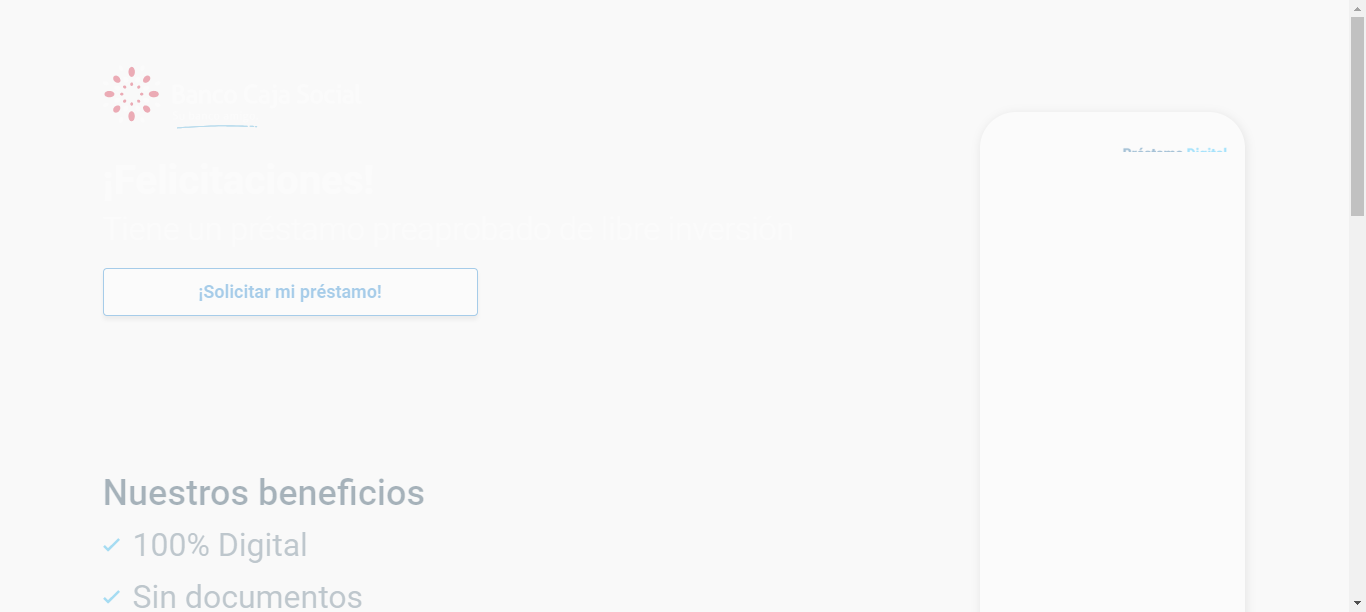 Banco Caja Social
¡Felicitaciones!
Tiene un préstamo preaprobado de libre inversión
¡Solicitar mi préstamo!
Préstamo Digital
Nuestros beneficios
100% Digital
Sin documentos